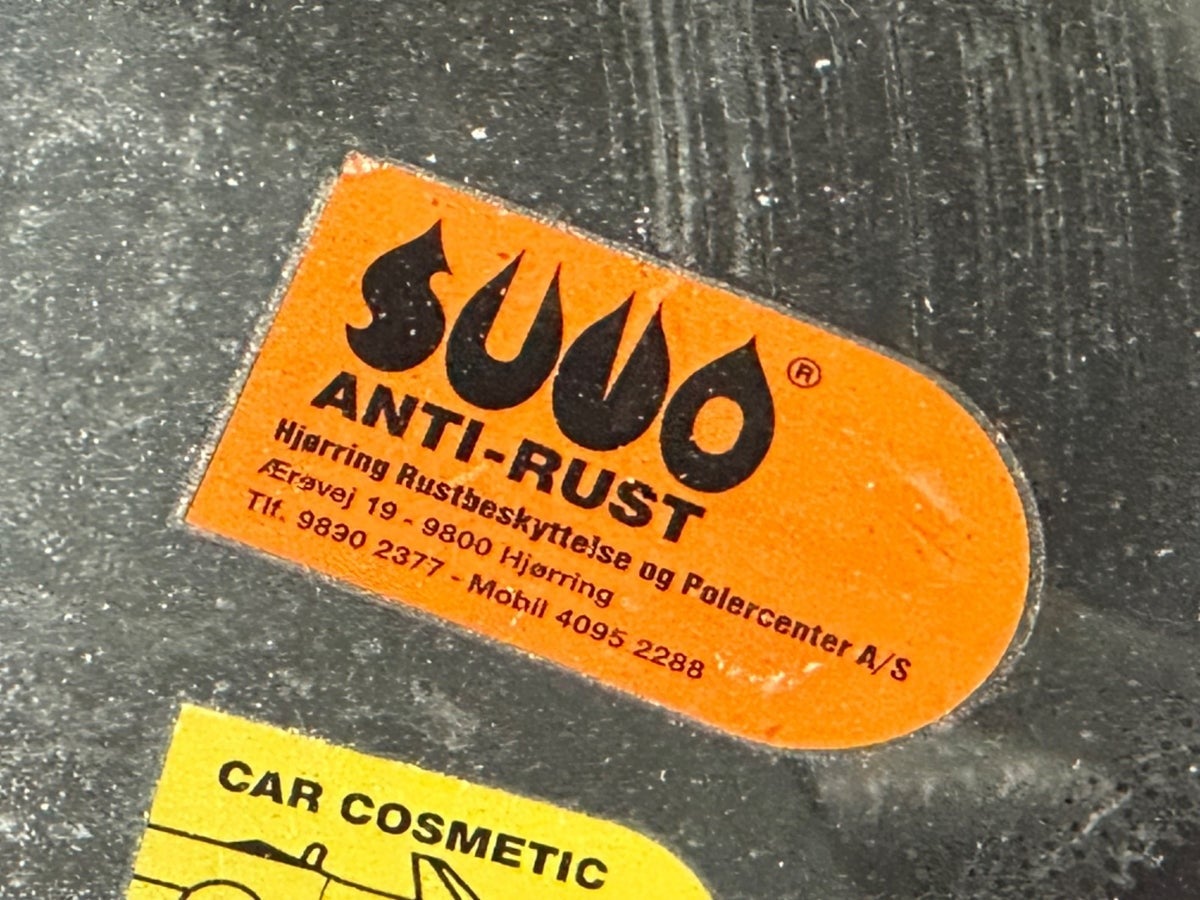 SUVO®
ANTI-RUST
Hjørring Rustbeskyttelse og Polercenter A/S
Ærøvej 19 - 9800 Hjørring
Tlf. 9890 2377 - Mobil 4095 2288
CAR COSMETIC